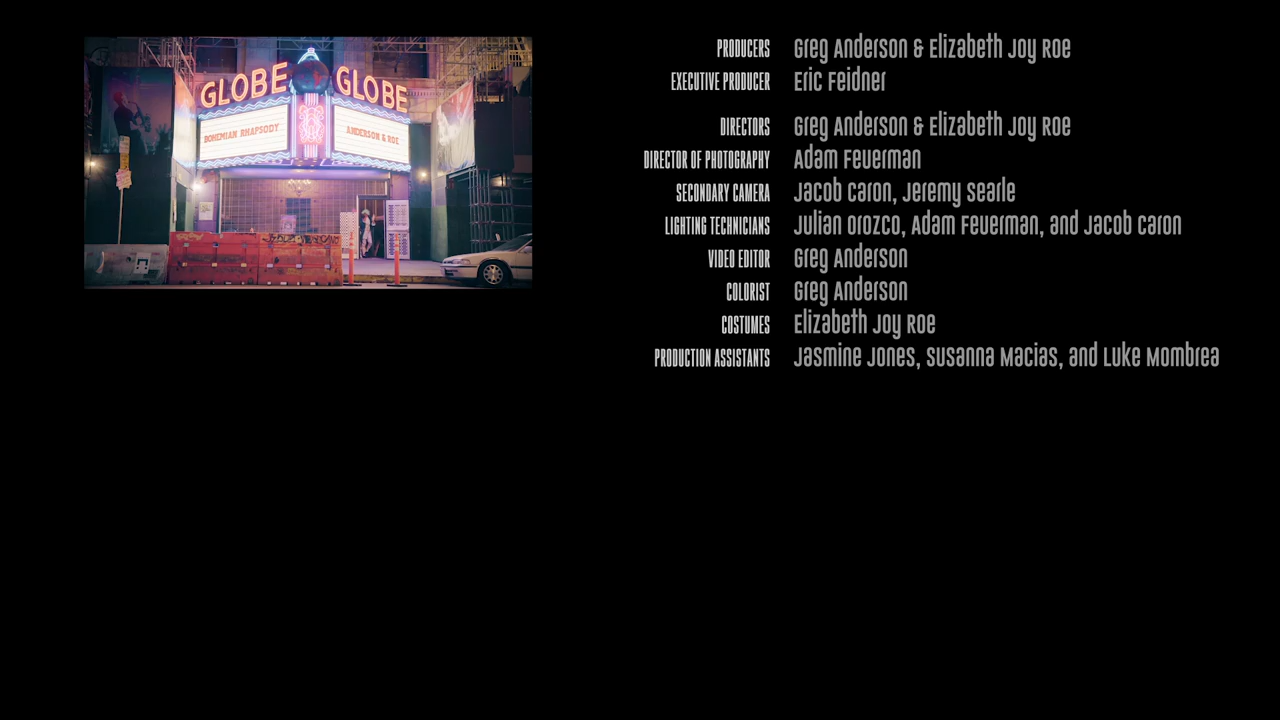 GLOBE GLOBE
BOHEMIAN RHAPSODY
ANDERSON & ROE
PRODUCERS Greg Anderson & Elizabeth Joy Roe
EXECUTIVE PRODUCER Eric Feidner
DIRECTORS Greg Anderson & Elizabeth Joy Roe
DIRECTOR OF PHOTOGRAPHY Adam Feuerman
SECONDARY CAMERA Jacob Caron, Jeremy Searle
LIGHTING TECHNICIANS Julian Orozco, Adam Feuerman, and Jacob Caron
VIDEO EDITOR Greg Anderson
COLORIST Greg Anderson
COSTUMES Elizabeth Joy Roe
PRODUCTION ASSISTANTS Jasmine Jones, Susanna Macias, and Luke Mombrea